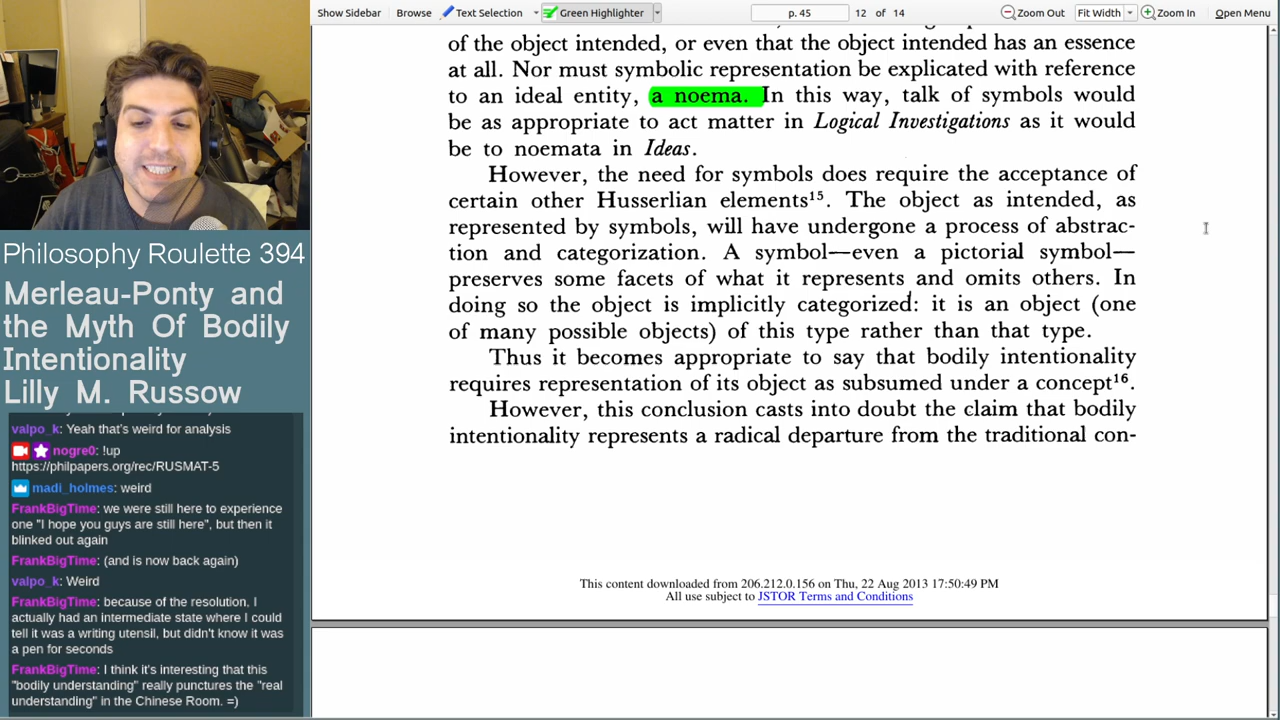 Show Sidebar Browse Text Selection Green Highlighter p. 45 12 of 14 Zoom Out Fit Width Zoom In Open Menu
of the object intended, or even that the object intended has an essence
at all. Nor must symbolic representation be explicated with reference
to an ideal entity, a noema. In this way, talk of symbols would
be as appropriate to act matter in Logical Investigations as it would
be to noemata in Ideas.
However, the need for symbols does require the acceptance of
certain other Husserlian elements¹⁵. The object as intended, as
represented by symbols, will have undergone a process of abstrac-
tion and categorization. A symbol—even a pictorial symbol—
preserves some facets of what it represents and omits others. In
doing so the object is implicitly categorized: it is an object (one
of many possible objects) of this type rather than that type.
Thus it becomes appropriate to say that bodily intentionality
requires representation of its object as subsumed under a concept¹⁶.
However, this conclusion casts into doubt the claim that bodily
intentionality represents a radical departure from the traditional con-
This content downloaded from 206.212.0.156 on Thu, 22 Aug 2013 17:50:49 PM
All use subject to JSTOR Terms and Conditions
Philosophy Roulette 394
Merleau-Ponty and
the Myth Of Bodily
Intentionality
Lilly M. Russow
valpo_k: Yeah that's weird for analysis
nogre0: !up
https://philpapers.org/rec/RUSMAT-5
madi_holmes: weird
FrankBigTime: we were still here to experience
one "I hope you guys are still here", but then it
blinked out again
FrankBigTime: (and is now back again)
valpo_k: Weird
FrankBigTime: because of the resolution, I
actually had an intermediate state where I could
tell it was a writing utensil, but didn't know it was
a pen for seconds
FrankBigTime: I think it's interesting that this
"bodily understanding" really punctures the "real
understanding" in the Chinese Room. =)